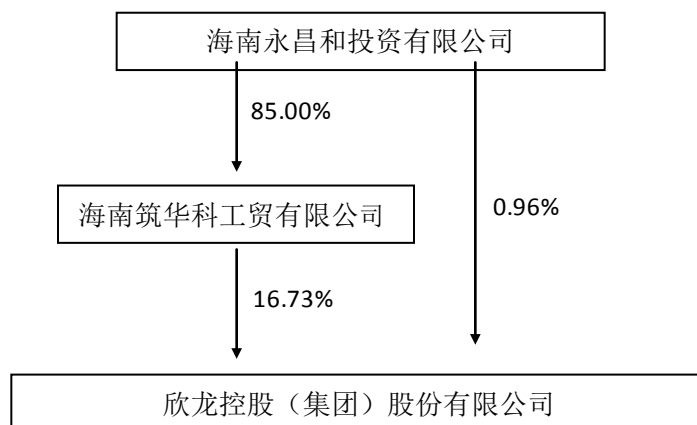 海南永昌和投资有限公司
85.00%
海南筑华科工贸有限公司
0.96%
16.73%
欣龙控股（集团）股份有限公司